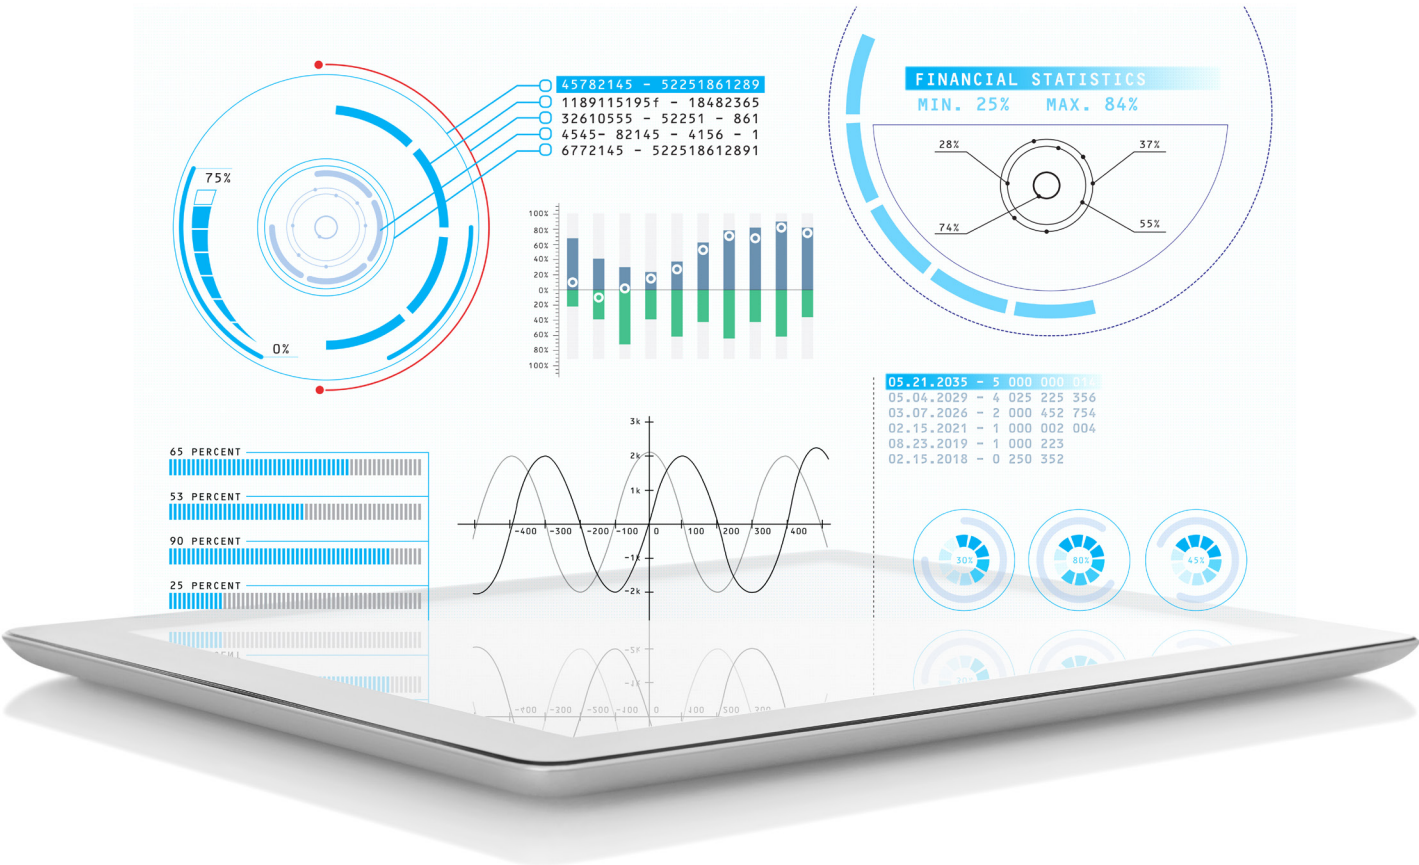 45782145 - 52251861289
1189115195f - 18482365
32610555 - 52251 - 861
4545- 82145 - 4156 - 1
6772145 - 522518612891
75%
0%
FINANCIAL STATISTICS
MIN. 25% MAX. 84%
28%
37%
74%
55%
100%
80%
60%
40%
20%
0%
20%
40%
60%
80%
100%
05.21.2035 - 5 000 000
05.04.2029 - 4 025 225 356
03.07.2026 - 2 000 452 754
02.15.2021 - 1 000 002 004
08.23.2019 - 1 000 223
02.15.2018 - 0 250 352
65 PERCENT
53 PERCENT
90 PERCENT
25 PERCENT
3k
2k
1k
-400 -300 -200 -100 0 100 200 300 400
-1k
-2k
30%
80%
45%